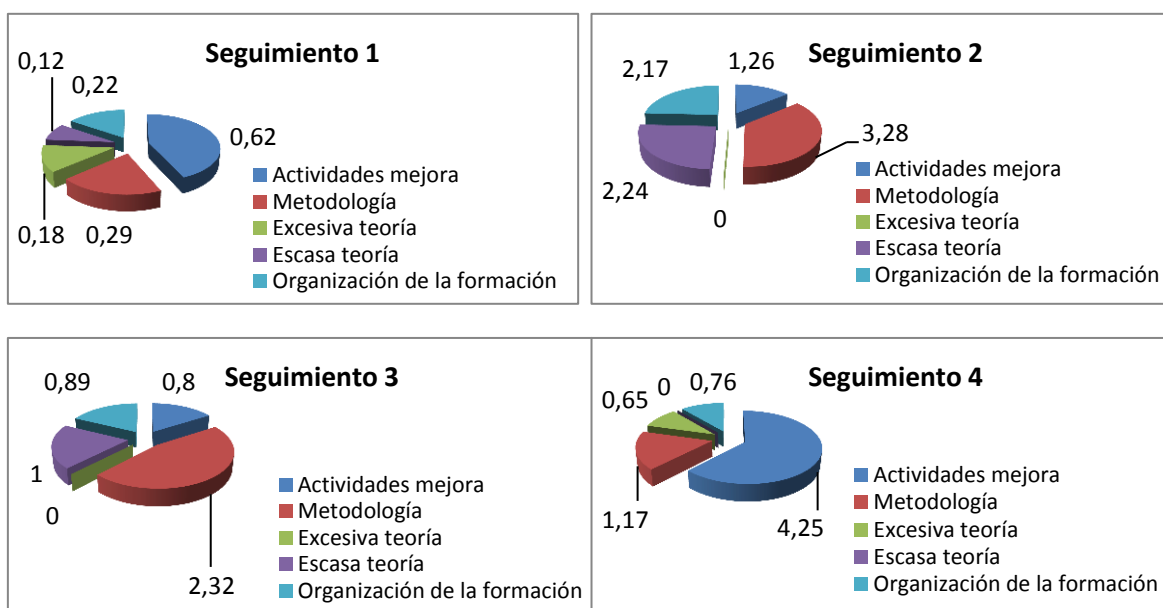 Seguimiento 1
0,12
0,22
0,62
0,18
0,29
Actividades mejora
Metodología
Excesiva teoría
Escasa teoría
Organización de la formación
Seguimiento 2
2,17
1,26
3,28
2,24
0
Actividades mejora
Metodología
Excesiva teoría
Escasa teoría
Organización de la formación
Seguimiento 3
0,89
0,8
1
0
2,32
Actividades mejora
Metodología
Excesiva teoría
Escasa teoría
Organización de la formación
Seguimiento 4
0,65
0
0,76
1,17
4,25
Actividades mejora
Metodología
Excesiva teoría
Escasa teoría
Organización de la formación